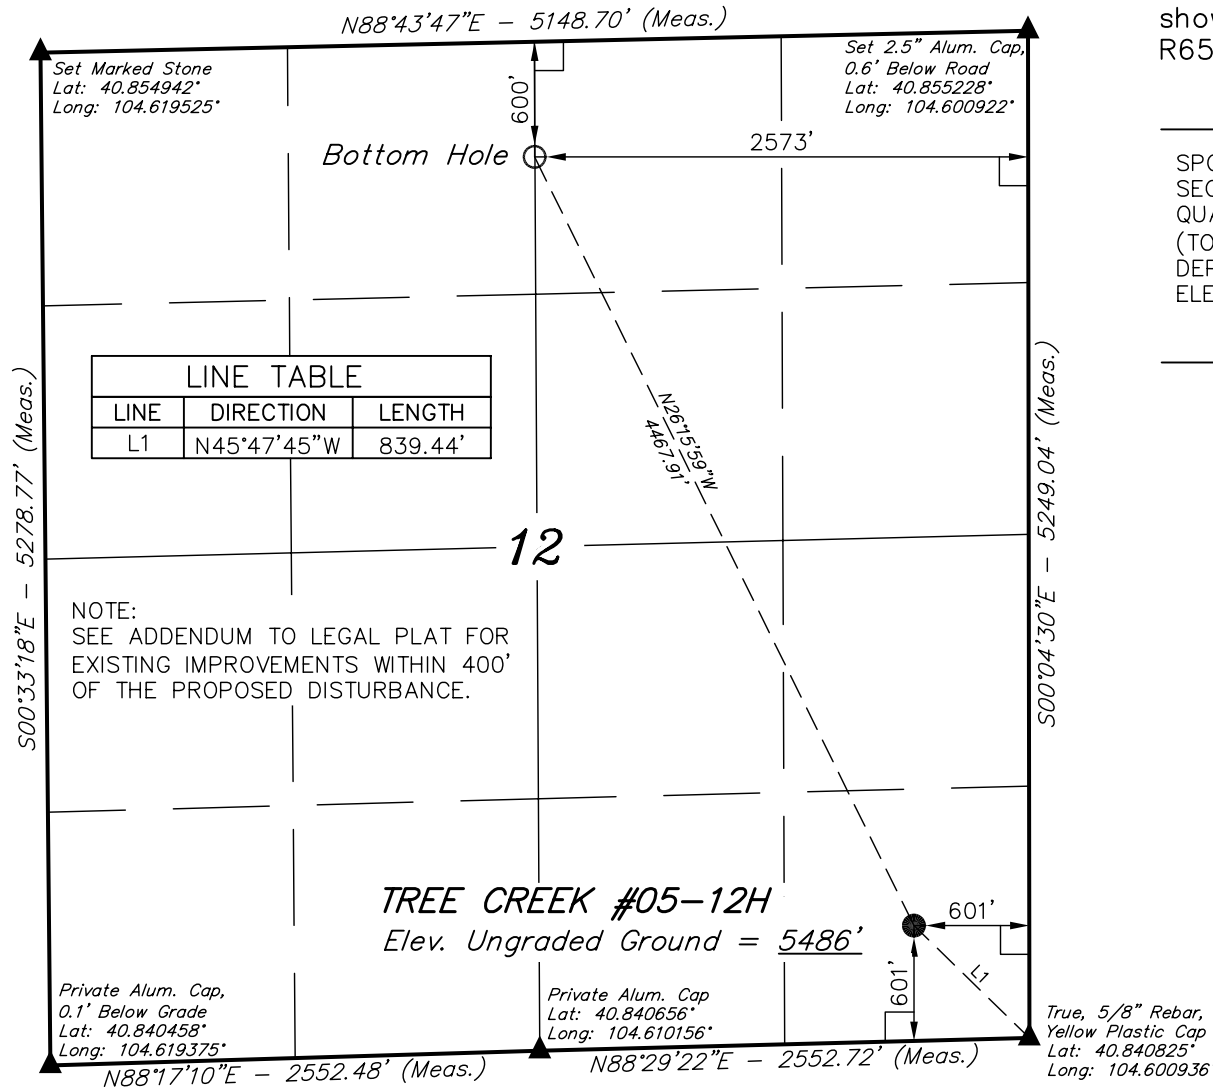 N88°43'47"E – 5148.70' (Meas.)
Set Marked Stone
Lat: 40.854942°
Long: 104.619525°
600'
Set 2.5" Alum. Cap,
0.6' Below Road
Lat: 40.855228°
Long: 104.600922°
R65
Bottom Hole
2573'
LINE TABLE
LINE DIRECTION LENGTH
L1 N45°47'45"W 839.44'
N26°15'59"W
4467.91'
S00°33'18"E – 5278.77' (Meas.)
S00°04'30"E – 5249.04' (Meas.)
12
NOTE:
SEE ADDENDUM TO LEGAL PLAT FOR
EXISTING IMPROVEMENTS WITHIN 400'
OF THE PROPOSED DISTURBANCE.
TREE CREEK #05–12H
Elev. Ungraded Ground = 5486'
601'
601'
L1
Private Alum. Cap,
0.1' Below Grade
Lat: 40.840458°
Long: 104.619375°
Private Alum. Cap
Lat: 40.840656°
Long: 104.610156°
True, 5/8" Rebar,
Yellow Plastic Cap
Lat: 40.840825°
Long: 104.600936
N88°17'10"E – 2552.48' (Meas.)
N88°29'22"E – 2552.72' (Meas.)